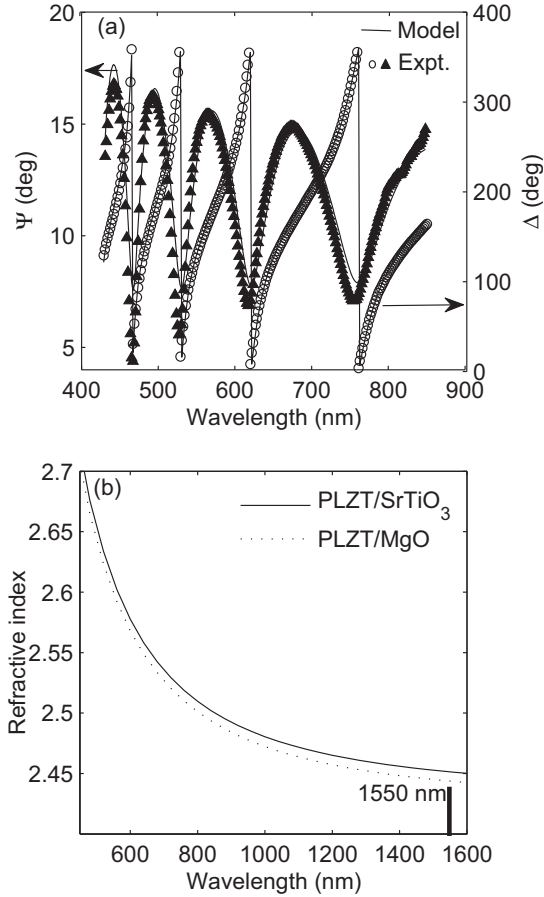 (a)
Model
Expt.
20
15
10
5
Ψ (deg)
400
300
200
100
0
Δ (deg)
400 500 600 700 800 900
Wavelength (nm)
(b)
PLZT/SrTiO3
PLZT/MgO
2.7
2.65
2.6
2.55
2.5
2.45
Refractive index
1550 nm
600 800 1000 1200 1400 1600
Wavelength (nm)